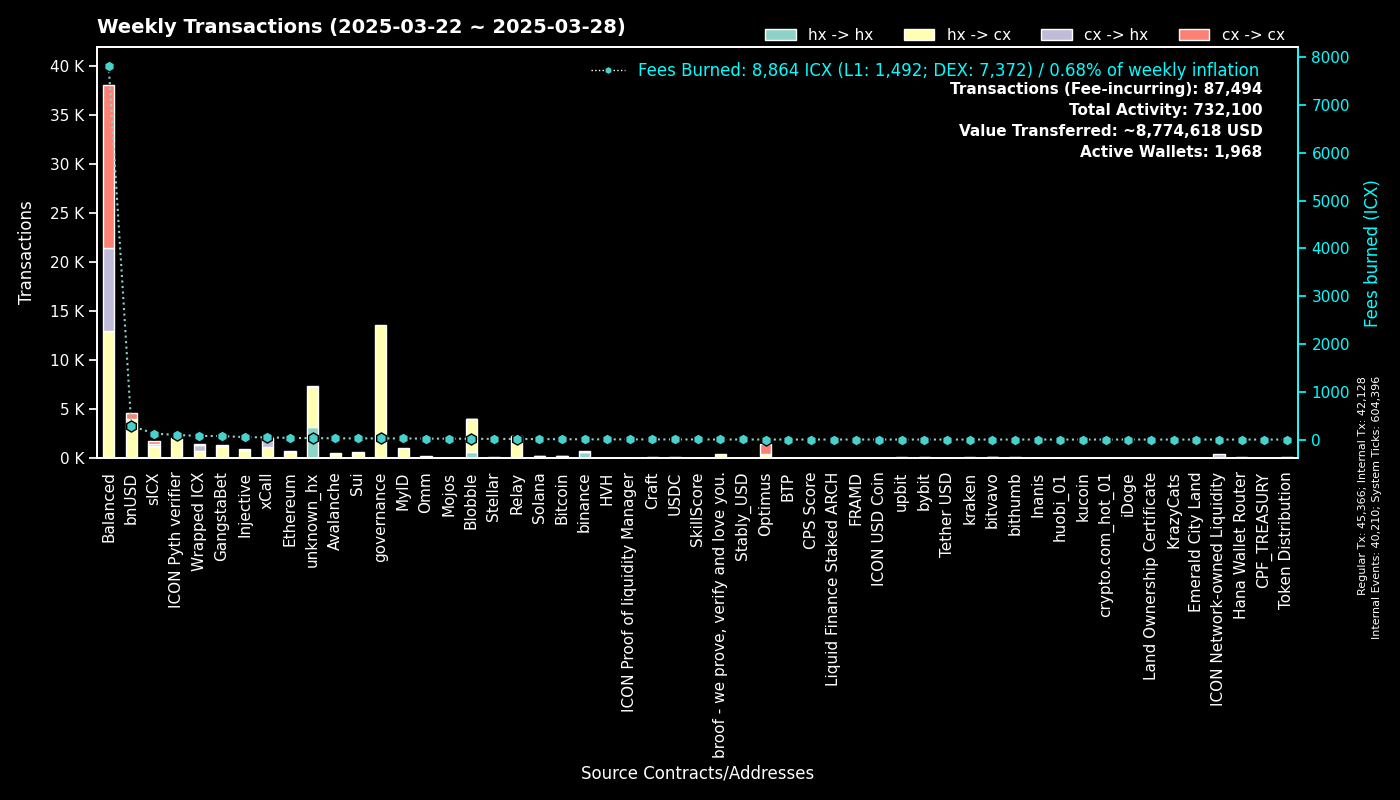 Weekly Transactions (2025-03-22 ~ 2025-03-28)
hx -> hx
hx -> cx
cx -> hx
cx -> cx
Fees Burned: 8,864 ICX (L1: 1,492; DEX: 7,372) / 0.68% of weekly inflation
Transactions (Fee-incurring): 87,494
Total Activity: 732,100
Value Transferred: ~8,774,618 USD
Active Wallets: 1,968
Transactions
40 K
35 K
30 K
25 K
20 K
15 K
10 K
5 K
0 K
8000
7000
6000
5000
4000
3000
2000
1000
0
Fees burned (ICX)
Regular Tx: 45,366; Internal Tx: 42,128
Internal Events: 40,210; System Ticks: 604,396
Balanced
bnUSD
sICX
ICON Pyth verifier
Wrapped ICX
GangstaBet
Injective
xCall
Ethereum
unknown_hx
Avalanche
Sui
governance
MyID
Omm
Mojos
Blobble
Stellar
Relay
Solana
Bitcoin
binance
HVH
ICON Proof of liquidity Manager
Craft
USDC
SkillScore
broof - we prove, verify and love you.
Stably_USD
Optimus
BTP
CPS Score
Liquid Finance Staked ARCH
FRAMD
ICON USD Coin
upbit
bybit
Tether USD
kraken
bitvavo
bithumb
Inanis
huobi_01
kucoin
crypto.com_hot_01
iDoge
Land Ownership Certificate
KrazyCats
Emerald City Land
ICON Network-owned Liquidity
Hana Wallet Router
CPF_TREASURY
Token Distribution
Source Contracts/Addresses